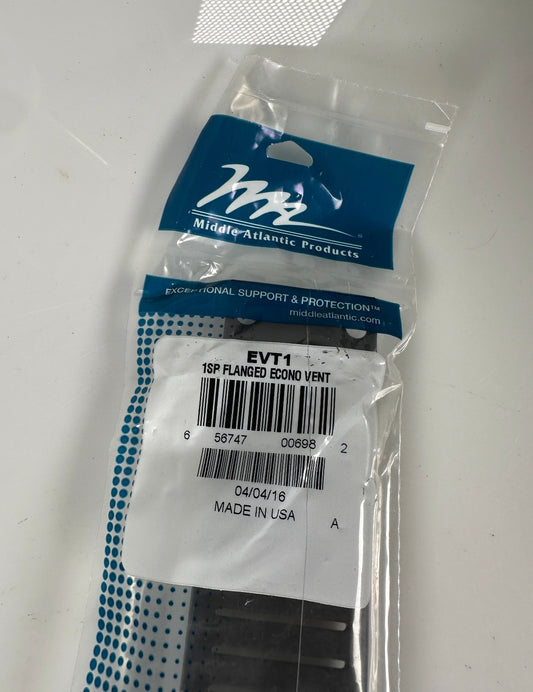 MA
Middle Atlantic Products
EXCEPTIONAL SUPPORT & PROTECTION™
middleatlantic.com
EVT1
1SP FLANGED ECONO VENT
6 56747 00698 2
04/04/16
MADE IN USA
A